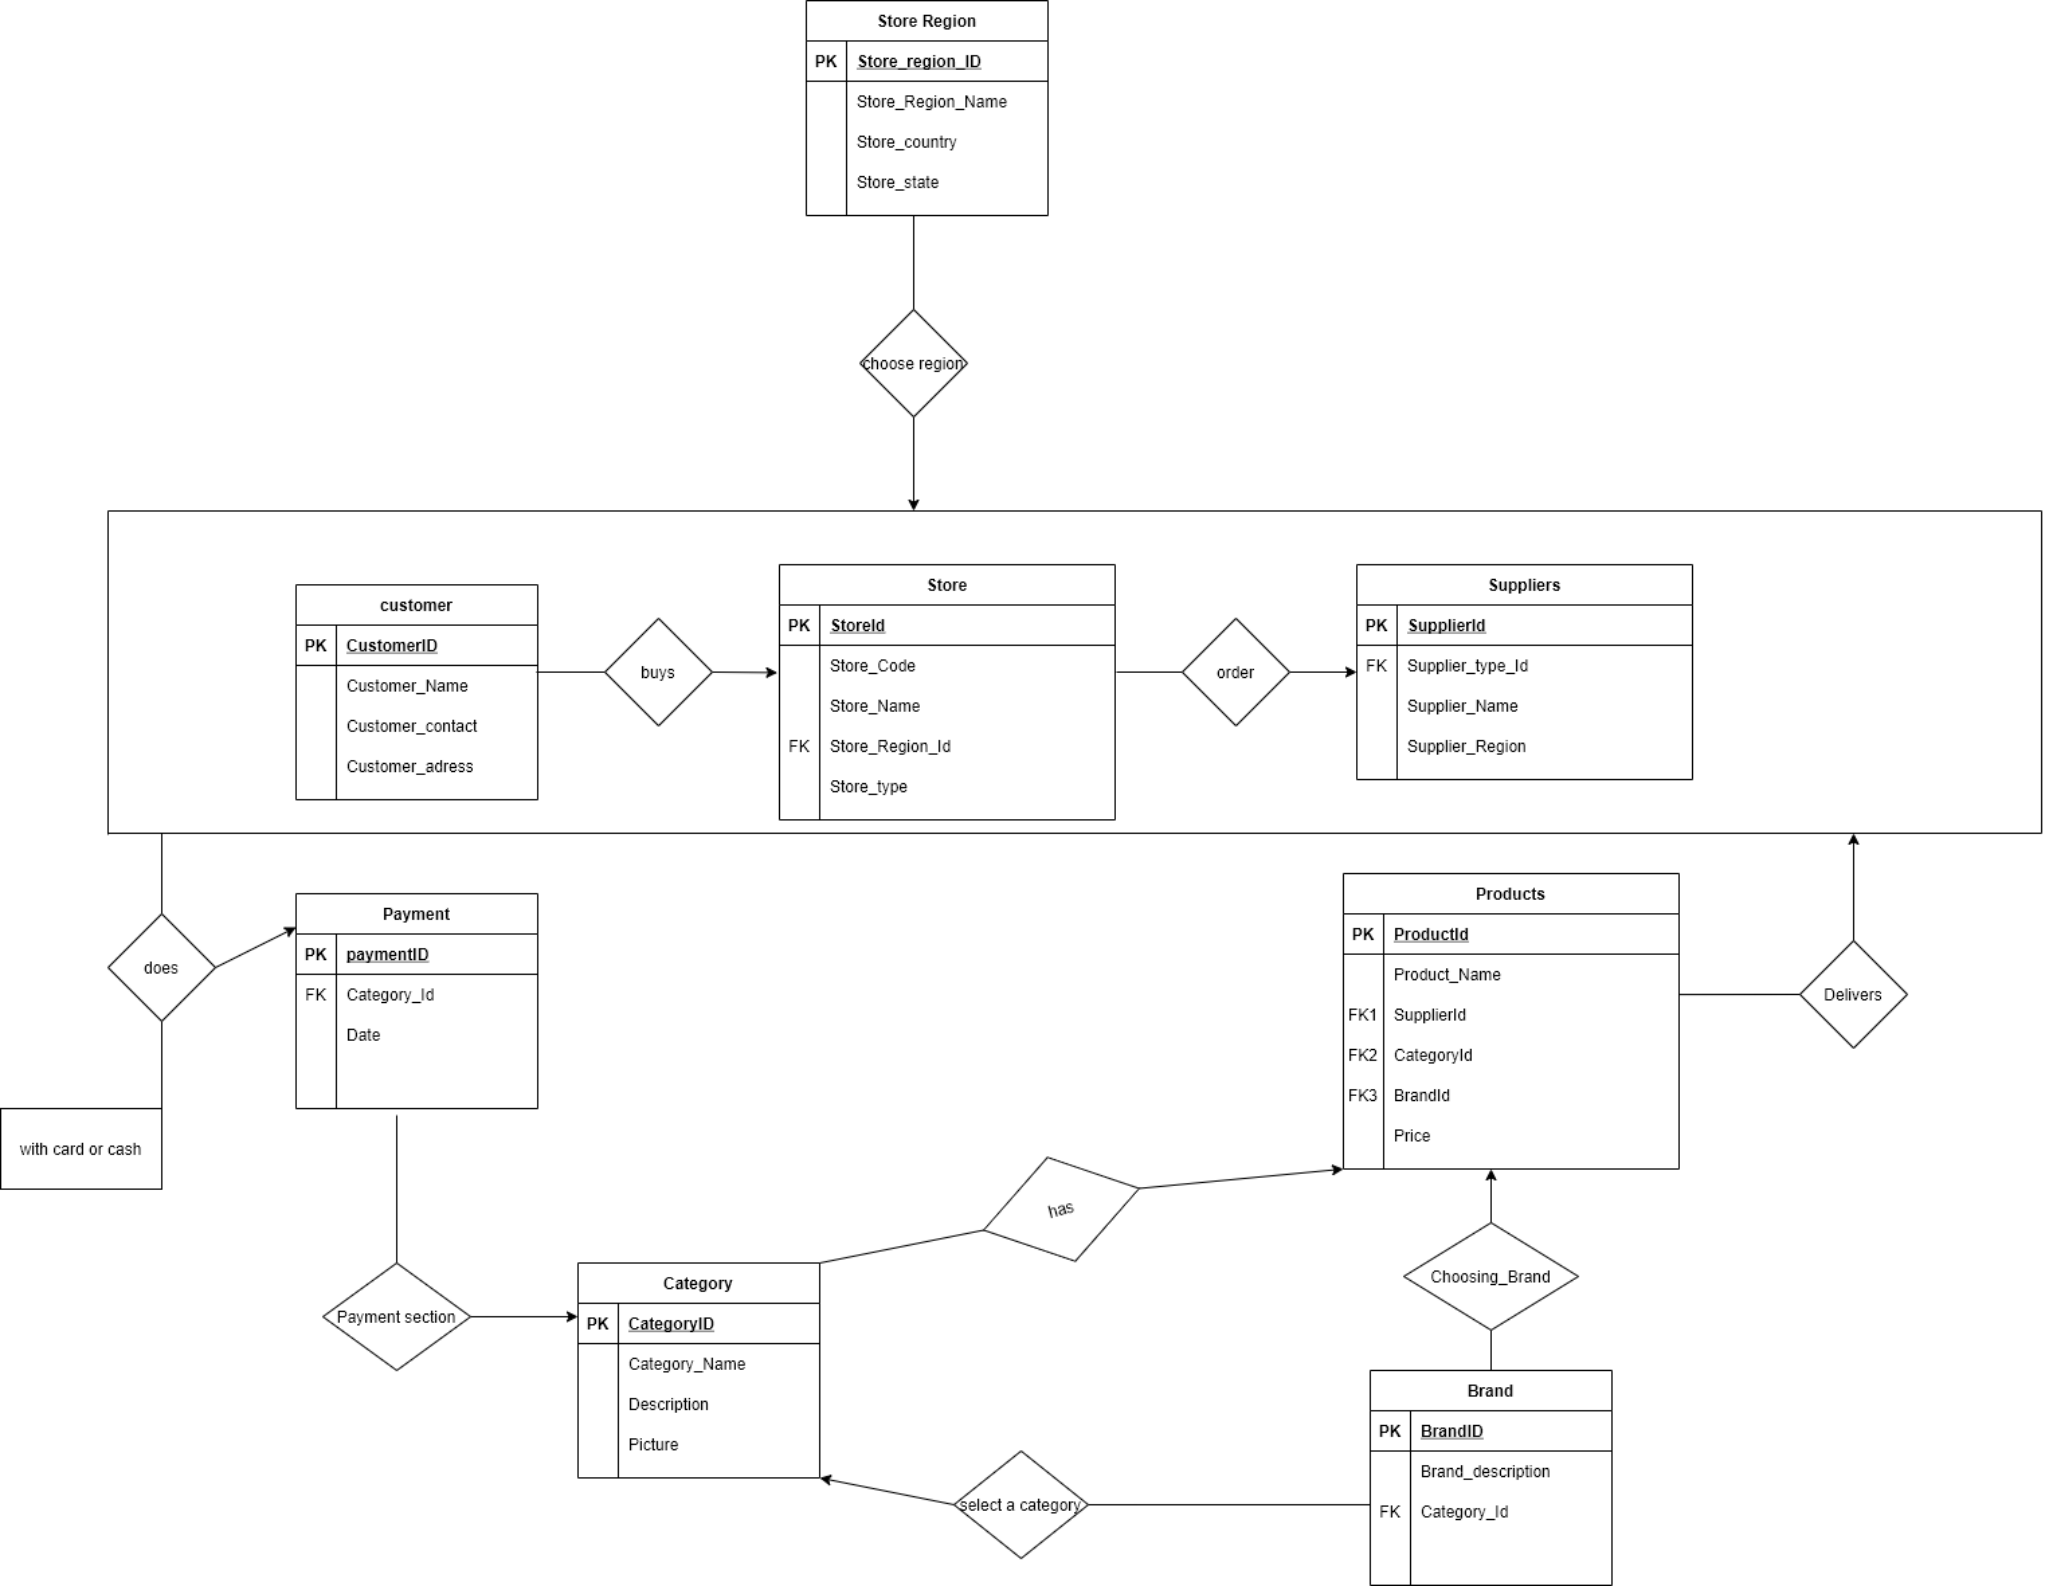 Store Region
PK Store_region_ID
Store_Region_Name
Store_country
Store_state
choose region
customer
PK CustomerID
Customer_Name
Customer_contact
Customer_adress
buys
Store
PK StoreId
Store_Code
Store_Name
FK Store_Region_Id
Store_type
order
Suppliers
PK SupplierId
FK Supplier_type_Id
Supplier_Name
Supplier_Region
does
with card or cash
Payment
PK paymentID
FK Category_Id
Date
Products
PK ProductId
Product_Name
FK1 SupplierId
FK2 CategoryId
FK3 BrandId
Price
Delivers
has
Payment section
Category
PK CategoryID
Category_Name
Description
Picture
Choosing_Brand
select a category
Brand
PK BrandID
Brand_description
FK Category_Id